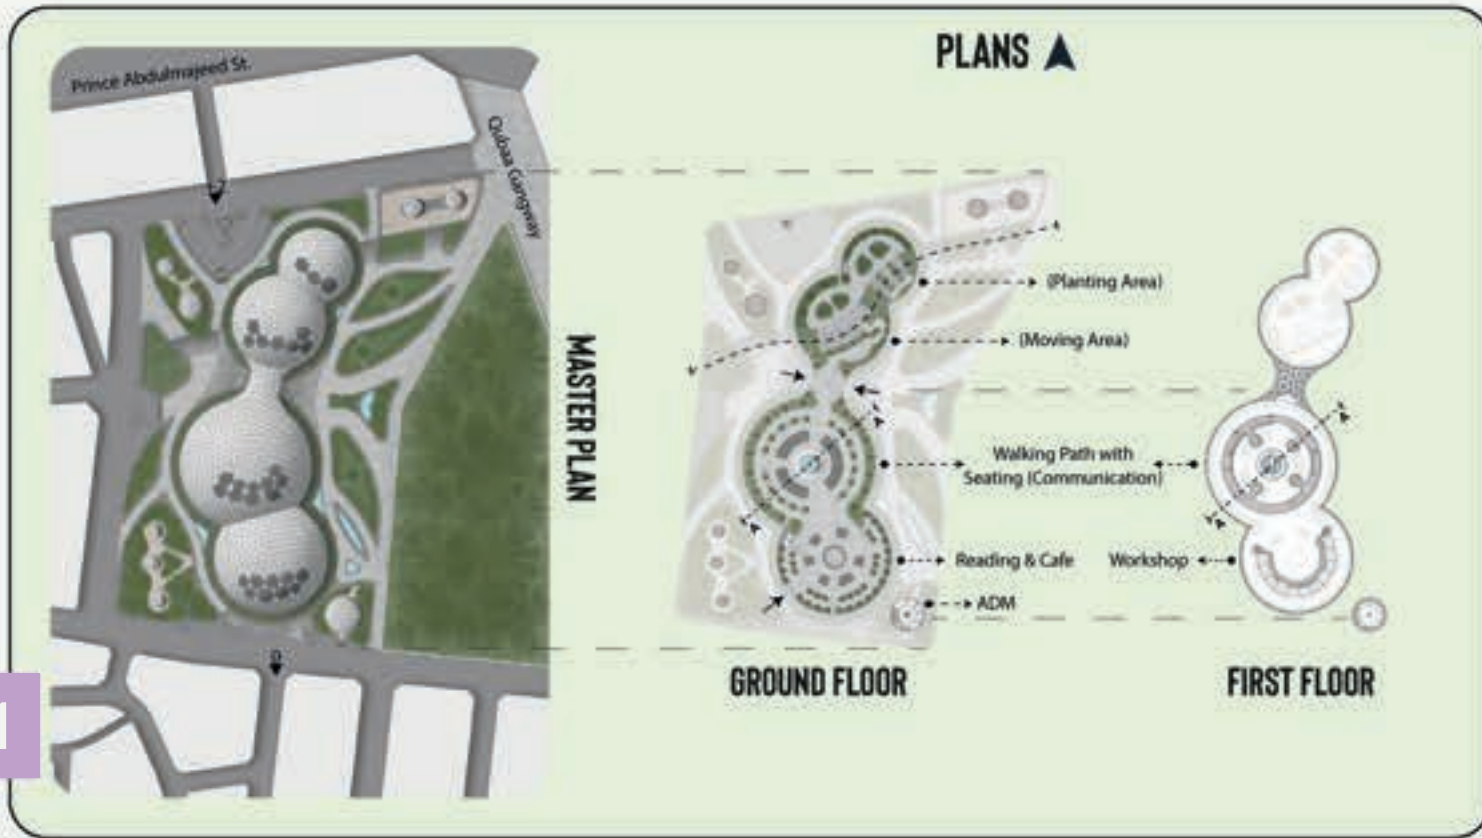 PLANS
Prince Abdulmajeed St.
Qubaa Gangway
MASTER PLAN
(Planting Area)
(Moving Area)
Walking Path with
Seating (Communication)
Reading & Cafe
Workshop
ADM
GROUND FLOOR
FIRST FLOOR
1